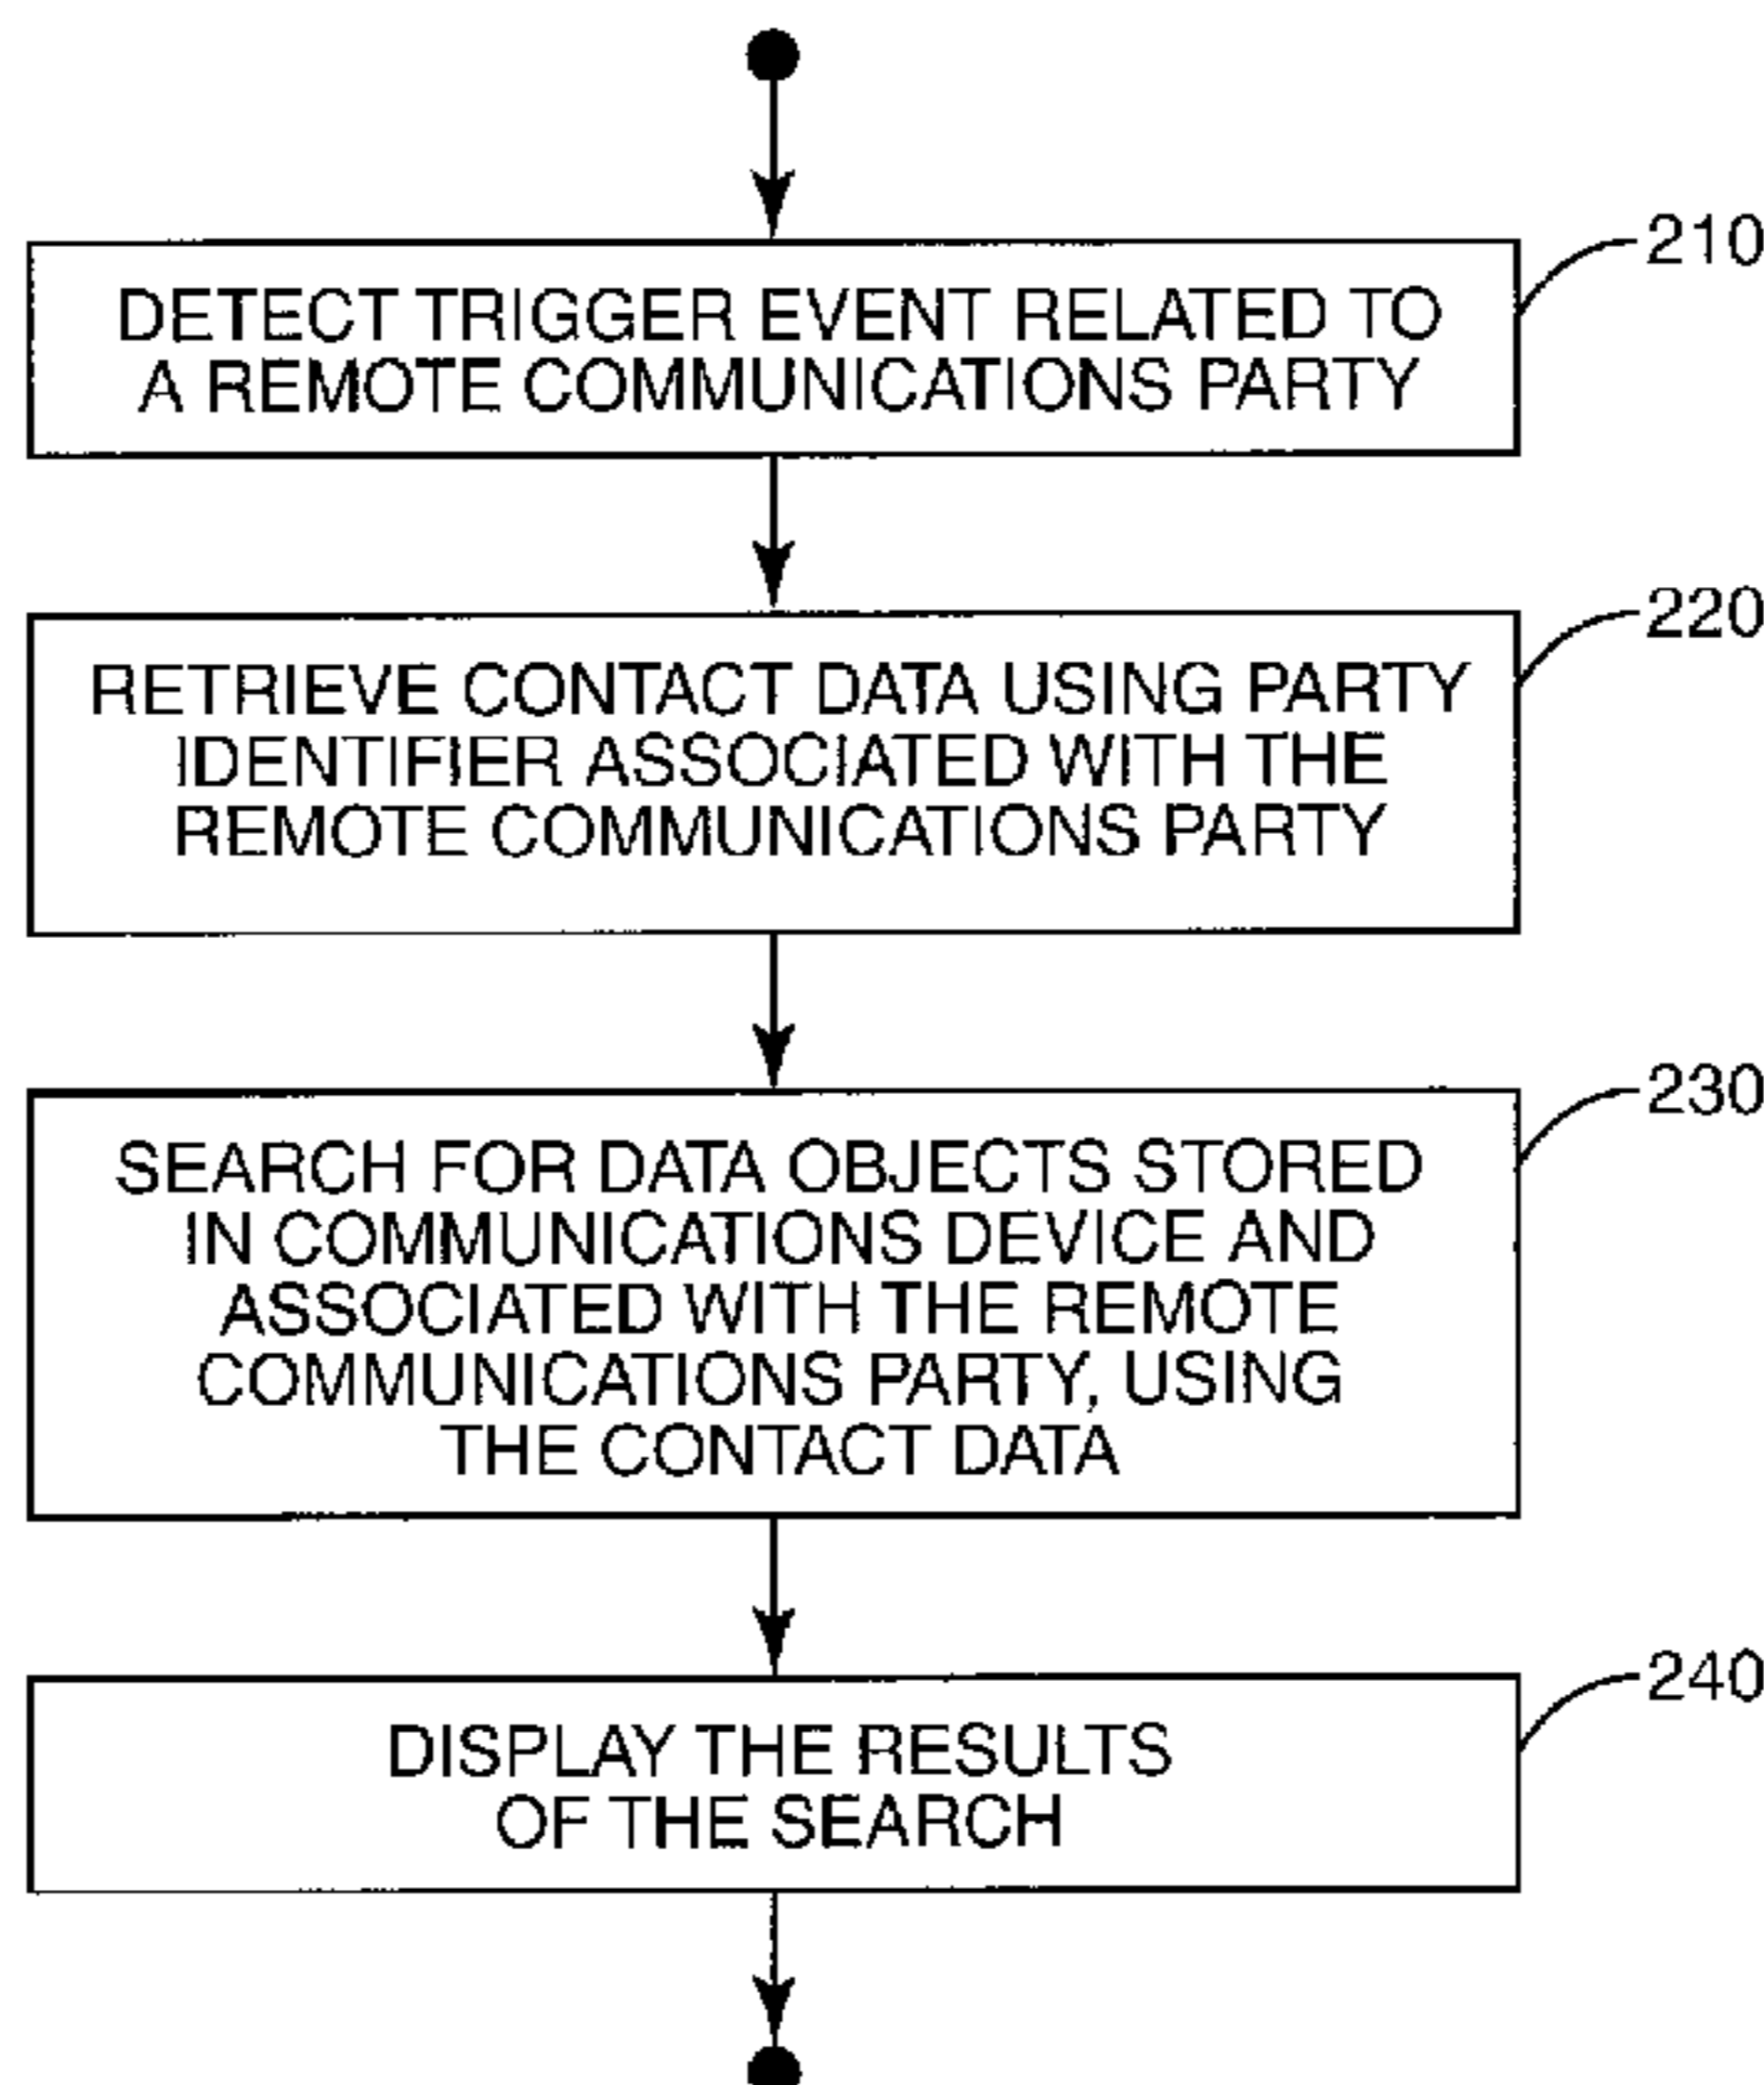 210
DETECT TRIGGER EVENT RELATED TO
A REMOTE COMMUNICATIONS PARTY
220
RETRIEVE CONTACT DATA USING PARTY
IDENTIFIER ASSOCIATED WITH THE
REMOTE COMMUNICATIONS PARTY
230
SEARCH FOR DATA OBJECTS STORED
IN COMMUNICATIONS DEVICE AND
ASSOCIATED WITH THE REMOTE
COMMUNICATIONS PARTY, USING
THE CONTACT DATA
240
DISPLAY THE RESULTS
OF THE SEARCH